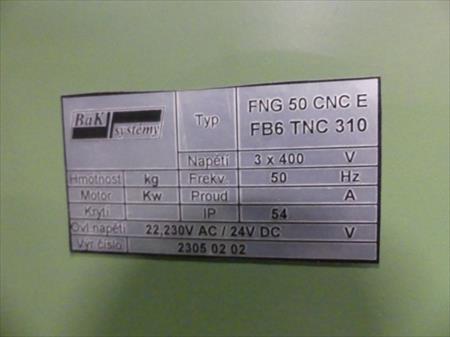 BaK
systémy
Typ
FNG 50 CNC E
FB6 TNC 310
Napětí 3 x 400 V
Hmotnost kg Frekv. 50 Hz
Motor Kw Proud A
Krytí IP 54
Ovl napětí 22,230V AC / 24V DC V
Vyr číslo 2305 02 02